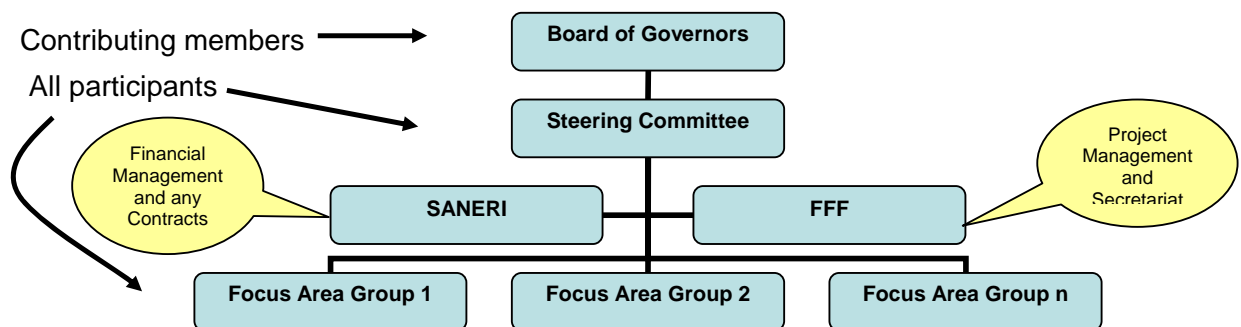 Contributing members
Board of Governors
All participants
Steering Committee
Financial
Management
and any
Contracts
Project
Management
and
Secretariat
SANERI
FFF
Focus Area Group 1
Focus Area Group 2
Focus Area Group n